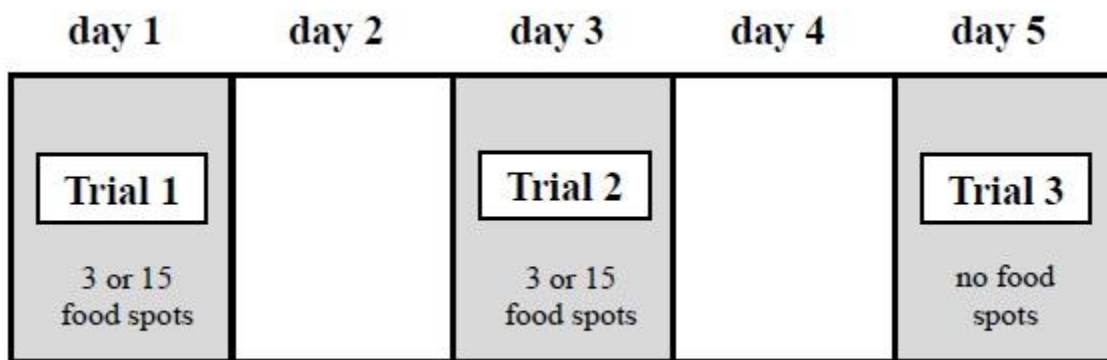 day 1 day 2 day 3 day 4 day 5
Trial 1 Trial 2 Trial 3
3 or 15 3 or 15 no food
food spots food spots spots